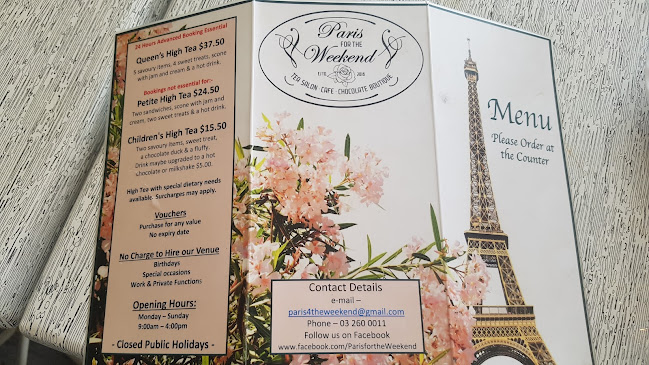 24 Hours Advanced Booking Essential
Queen's High Tea $37.50
5 savoury items, 4 sweet treats, scone
with jam and cream & a hot drink.
Bookings not essential for:-
Petite High Tea $24.50
Two sandwiches, scone with jam and
cream, two sweet treats & a hot drink.
Children's High Tea $15.50
Two savoury items, sweet treat,
a chocolate duck & a fluffy.
Drink maybe upgraded to a hot
chocolate or milkshake $5.00.
High Tea with special dietary needs
available. Surcharges may apply.
Vouchers
Purchase for any value
No expiry date
No Charge to Hire our Venue
Birthdays
Special occasions
Work & Private Functions
Opening Hours:
Monday – Sunday
9:00am – 4:00pm
- Closed Public Holidays -
Paris
FOR THE
Weekend
TEA SALON · CAFE · CHOCOLATE BOUTIQUE
Contact Details
e-mail –
paris4theweekend@gmail.com
Phone – 03 260 0011
Follow us on Facebook
www.facebook.com/ParisfortheWeekend
Menu
Please Order at
the Counter